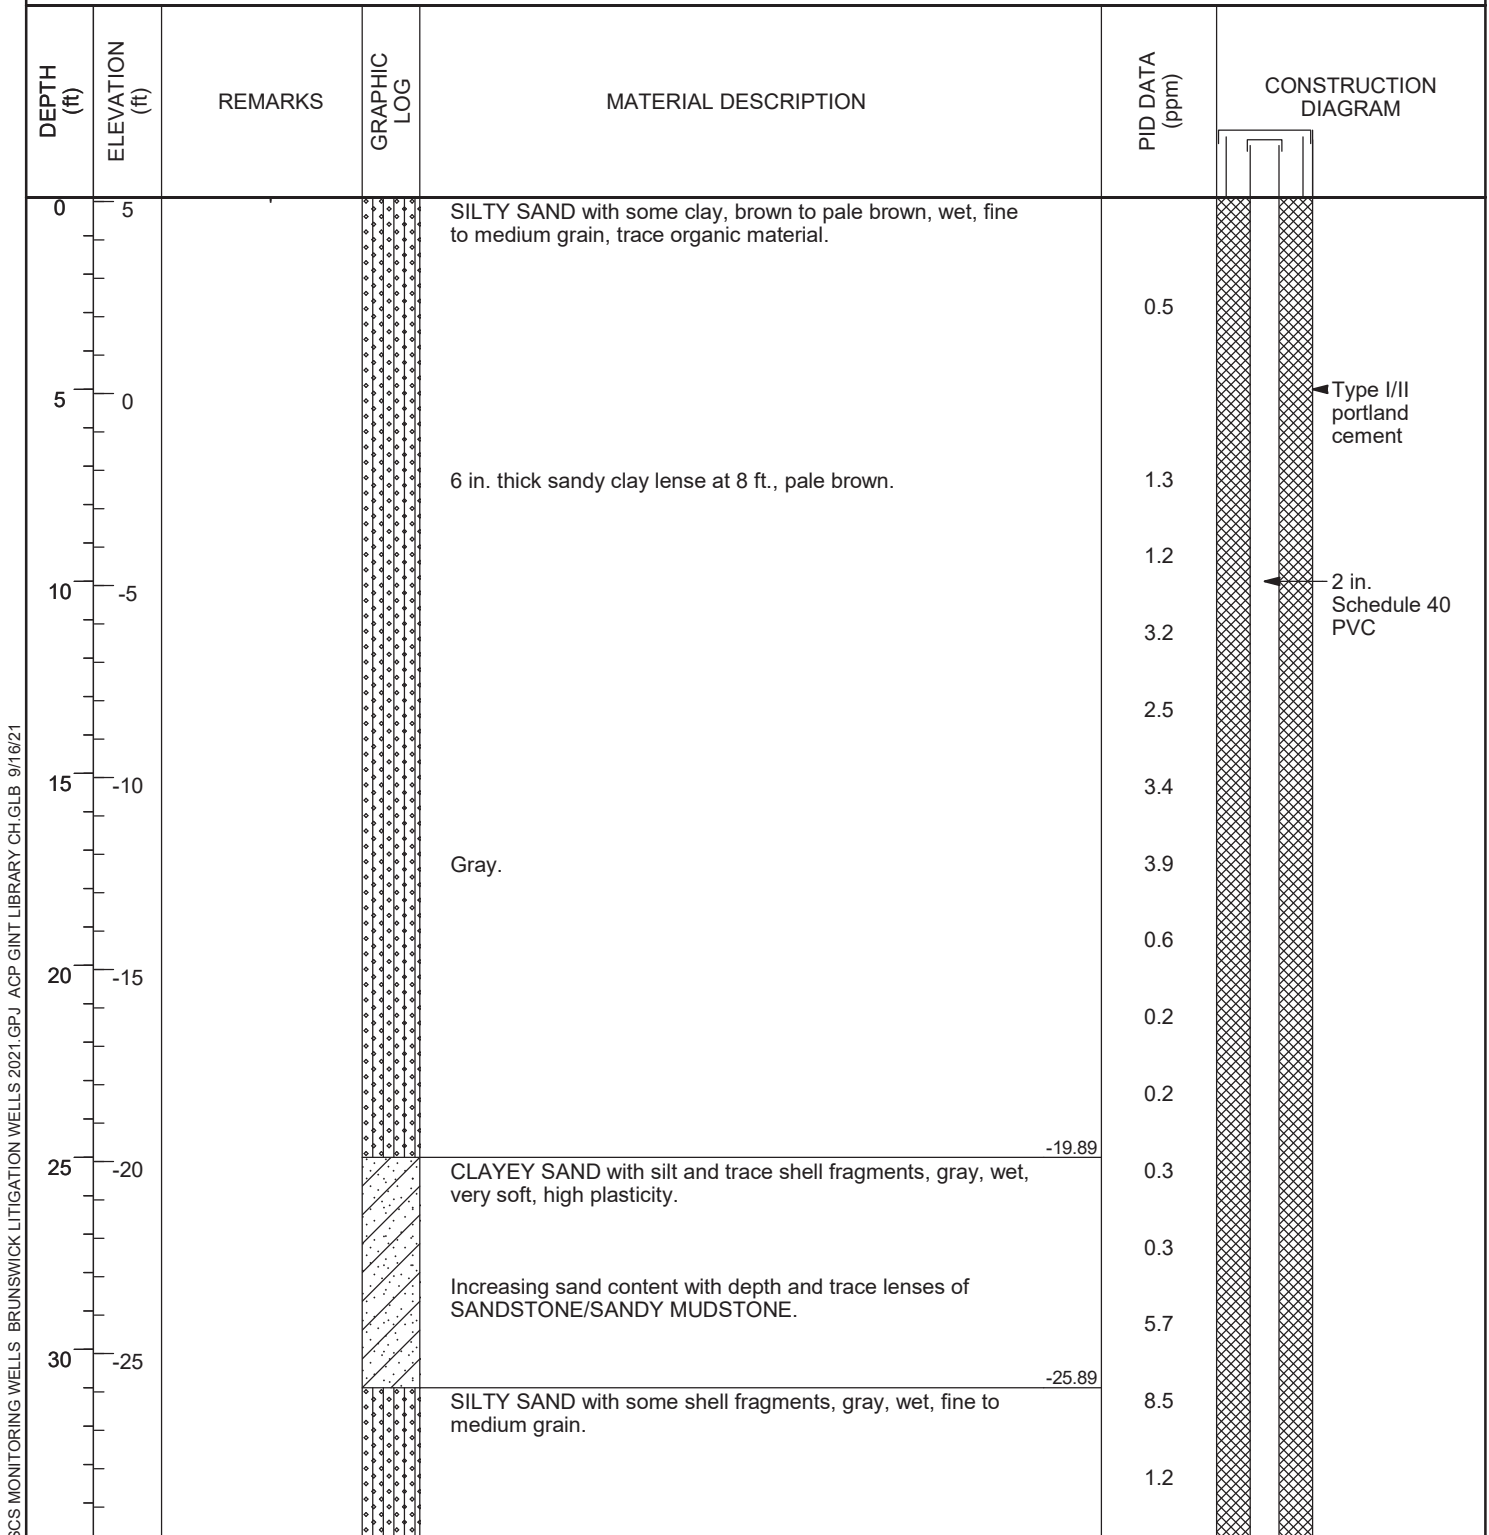 DEPTH
(ft)
ELEVATION
(ft)
REMARKS
GRAPHIC
LOG
MATERIAL DESCRIPTION
PID DATA
(ppm)
CONSTRUCTION
DIAGRAM
0
5
SILTY SAND with some clay, brown to pale brown, wet, fine
to medium grain, trace organic material.
0.5
5
0
Type I/II
portland
cement
6 in. thick sandy clay lense at 8 ft., pale brown.
1.3
1.2
10
-5
2 in.
Schedule 40
PVC
3.2
2.5
15
-10
3.4
Gray.
3.9
0.6
20
-15
0.2
0.2
-19.89
25
-20
CLAYEY SAND with silt and trace shell fragments, gray, wet,
very soft, high plasticity.
0.3
0.3
Increasing sand content with depth and trace lenses of
SANDSTONE/SANDY MUDSTONE.
5.7
30
-25
-25.89
SILTY SAND with some shell fragments, gray, wet, fine to
medium grain.
8.5
1.2
SCS MONITORING WELLS BRUNSWICK LITIGATION WELLS 2021.GPJ ACP GINT LIBRARY CH.GLB 9/16/21